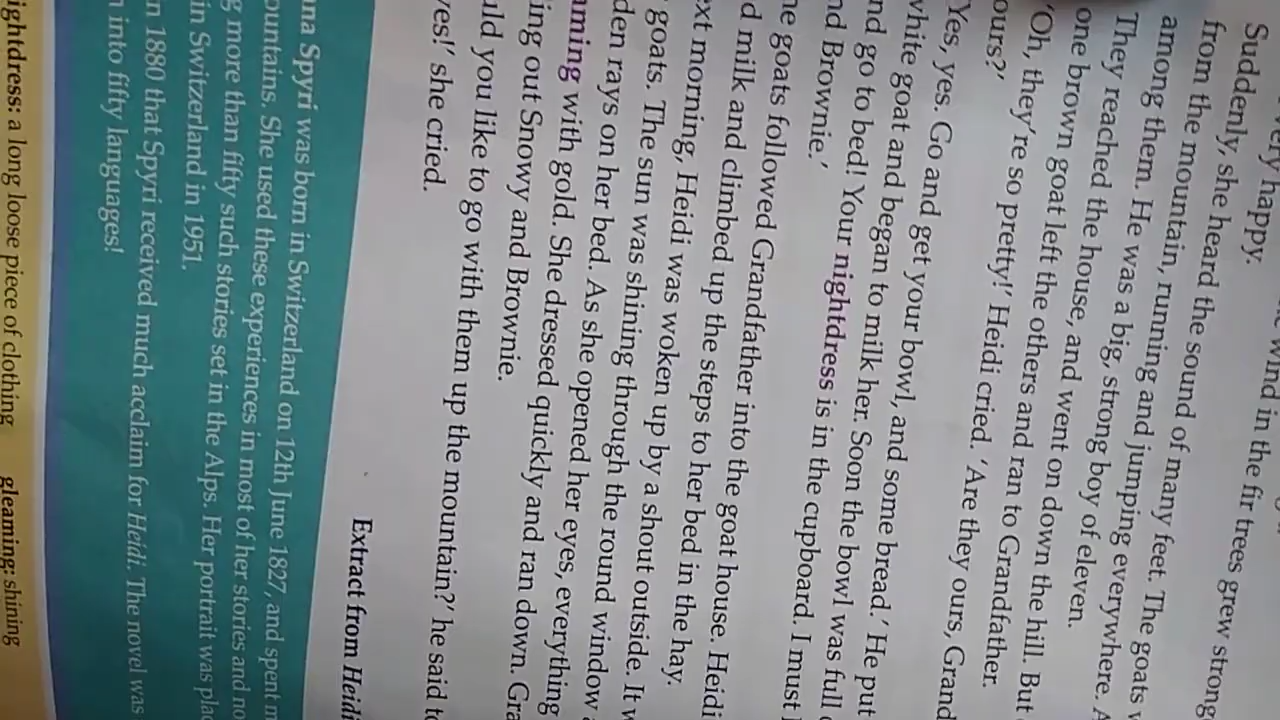 ery happy. wind in the fir trees grew strong
Suddenly, she heard the sound of many feet. The goats
from the mountain, running and jumping everywhere. A
among them. He was a big, strong boy of eleven.
They reached the house, and went on down the hill. But
one brown goat left the others and ran to Grandfather.
'Oh, they're so pretty!' Heidi cried. 'Are they ours, Grand
ours?'
Yes, yes. Go and get your bowl, and some bread.' He put
white goat and began to milk her. Soon the bowl was full
nd go to bed! Your nightdress is in the cupboard. I must
nd Brownie.'
he goats followed Grandfather into the goat house. Heidi
d milk and climbed up the steps to her bed in the hay.
ext morning, Heidi was woken up by a shout outside. It w
goats. The sun was shining through the round window
den rays on her bed. As she opened her eyes, everything
aming with gold. She dressed quickly and ran down. Gra
ing out Snowy and Brownie.
uld you like to go with them up the mountain?' he said to
yes!' she cried.
Extract from Heidi
na Spyri was born in Switzerland on 12th June 1827, and spent m
ountains. She used these experiences in most of her stories and no
g more than fifty such stories set in the Alps. Her portrait was plac
in Switzerland in 1951.
n 1880 that Spyri received much acclaim for Heidi. The novel was
n into fifty languages!
ightdress: a long loose piece of clothing gleaming: shining